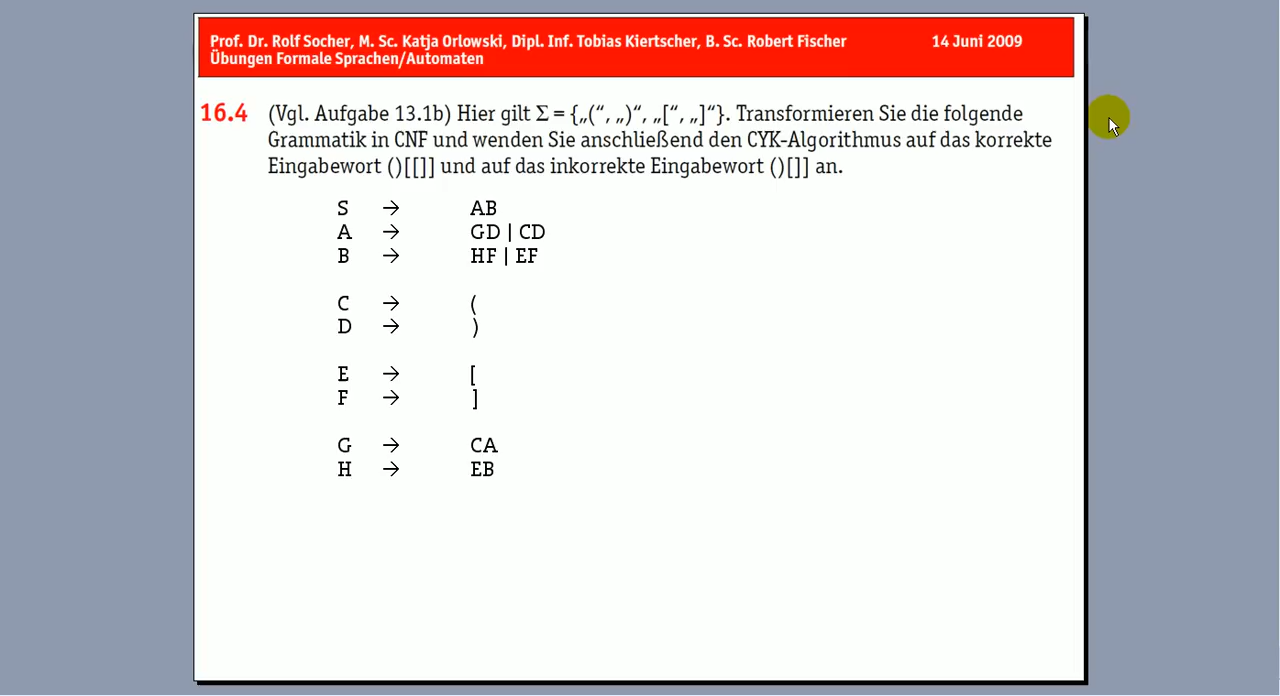 Prof. Dr. Rolf Socher, M. Sc. Katja Orlowski, Dipl. Inf. Tobias Kiertscher, B. Sc. Robert Fischer 14 Juni 2009
Übungen Formale Sprachen/Automaten
16.4 (Vgl. Aufgabe 13.1b) Hier gilt Σ = {„(“, „)“, „[“, „]“}. Transformieren Sie die folgende
Grammatik in CNF und wenden Sie anschließend den CYK-Algorithmus auf das korrekte
Eingabewort ()[[]] und auf das inkorrekte Eingabewort ()[]] an.
S → AB
A → GD | CD
B → HF | EF
C → (
D → )
E → [
F → ]
G → CA
H → EB